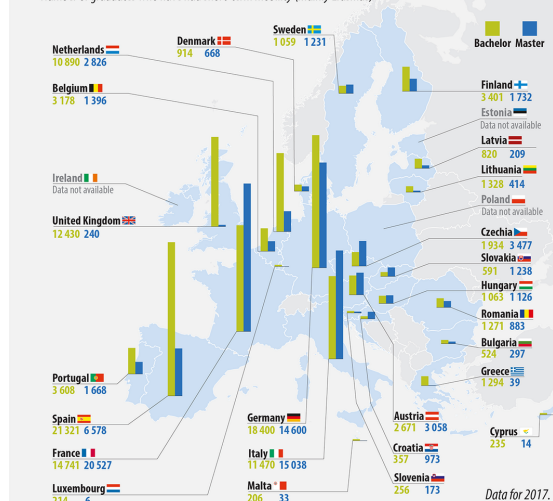 Sweden
1 059 1 231
Denmark
914 668
Netherlands
10 890 2 826
Belgium
3 178 1 396
Ireland
Data not available
United Kingdom
12 430 240
Portugal
3 608 1 668
Spain
21 321 6 578
France
14 741 20 527
Luxembourg
214 6
Germany
18 400 14 600
Italy
11 470 15 038
Malta
206 33
Bachelor Master
Finland
3 401 1 732
Estonia
Data not available
Latvia
820 209
Lithuania
1 328 414
Poland
Data not available
Czechia
1 934 3 477
Slovakia
591 1 238
Hungary
1 063 1 126
Romania
1 271 883
Bulgaria
524 297
Greece
1 294 39
Austria
2 671 3 058
Croatia
357 973
Slovenia
256 173
Cyprus
235 14
Data for 2017